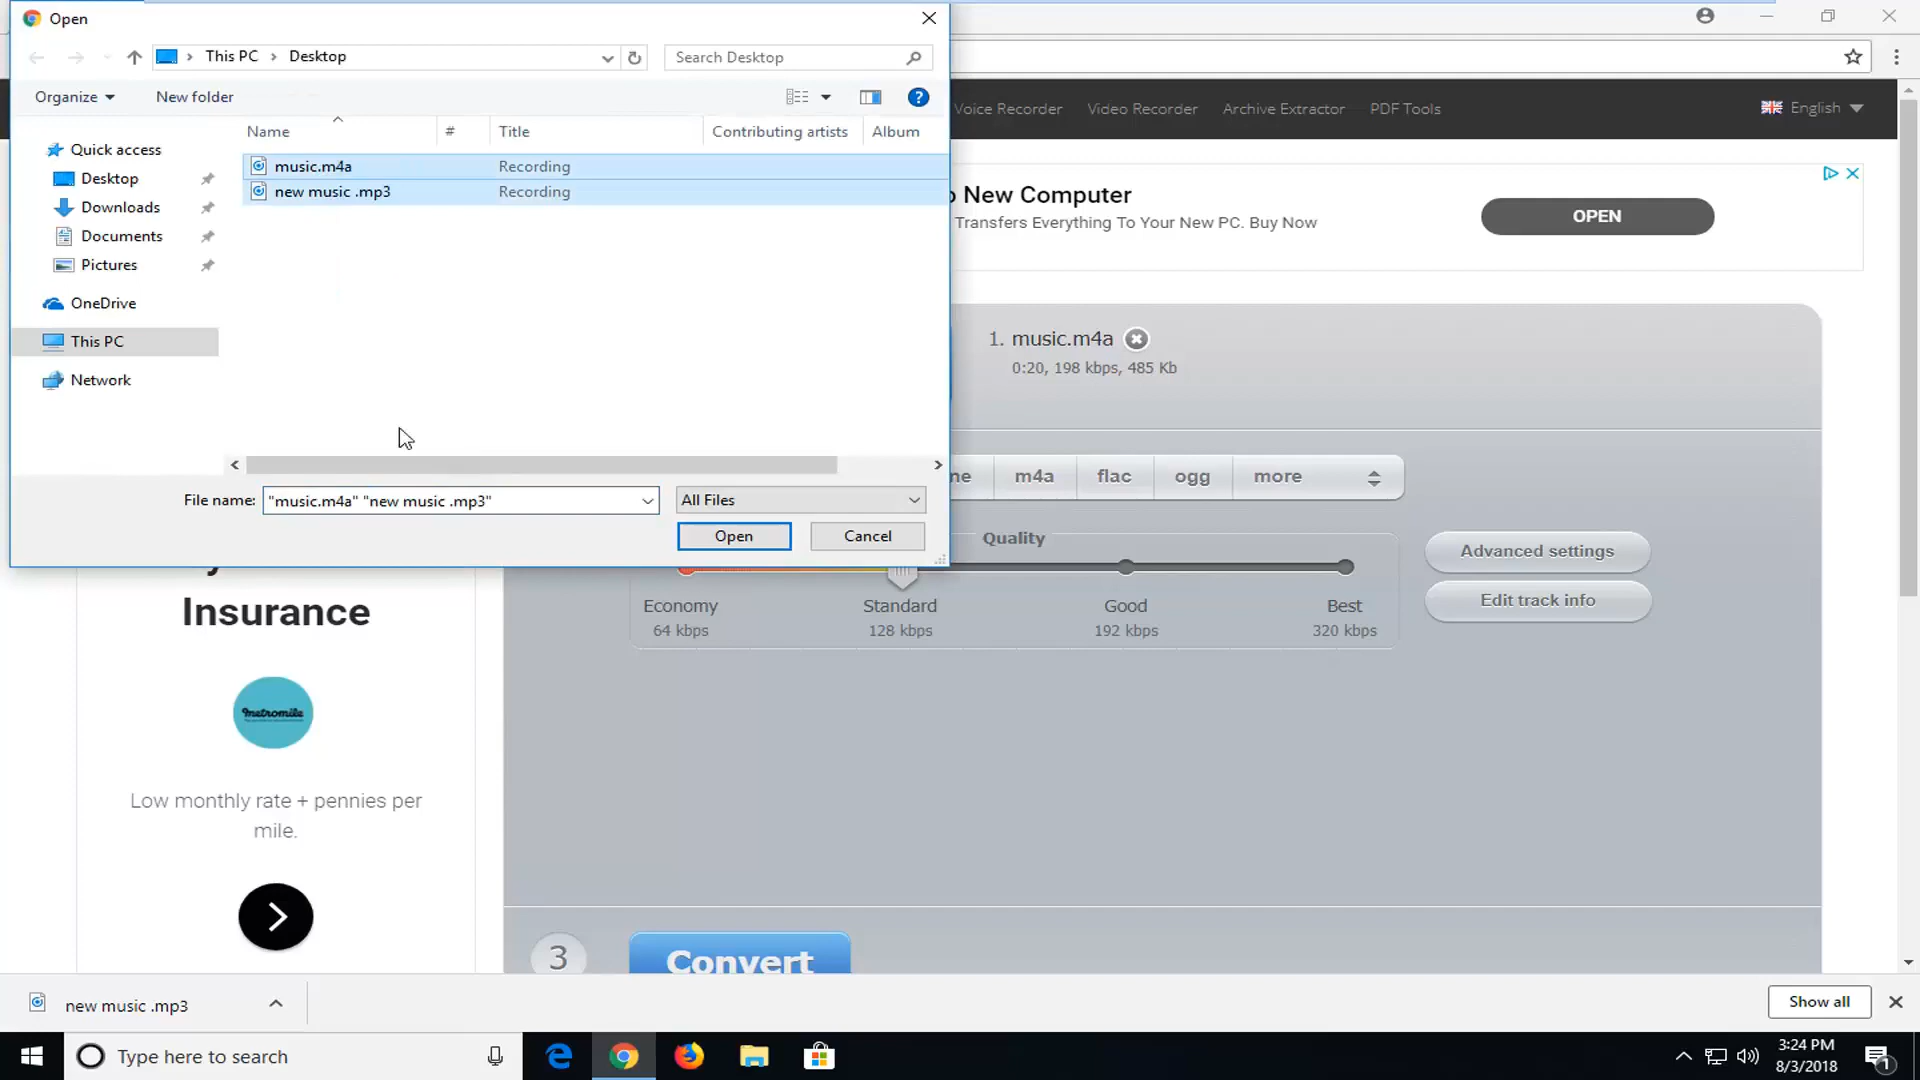 Open
This PC
Desktop
Search Desktop
Organize
New folder
Name
#
Title
Contributing artists
Album
Quick access
Desktop
Downloads
Documents
Pictures
OneDrive
This PC
Network
music.m4a
Recording
new music .mp3
Recording
File name:
"music.m4a" "new music .mp3"
All Files
Open
Cancel
Voice Recorder
Video Recorder
Archive Extractor
PDF Tools
English
New Computer
Transfers Everything To Your New PC. Buy Now
OPEN
1. music.m4a
0:20, 198 kbps, 485 Kb
m4a
flac
ogg
more
Quality
Economy
Standard
Good
Best
64 kbps
128 kbps
192 kbps
320 kbps
Advanced settings
Edit track info
Insurance
metromile
Low monthly rate + pennies per
mile.
3
Convert
new music .mp3
Show all
Type here to search
3:24 PM
8/3/2018
1